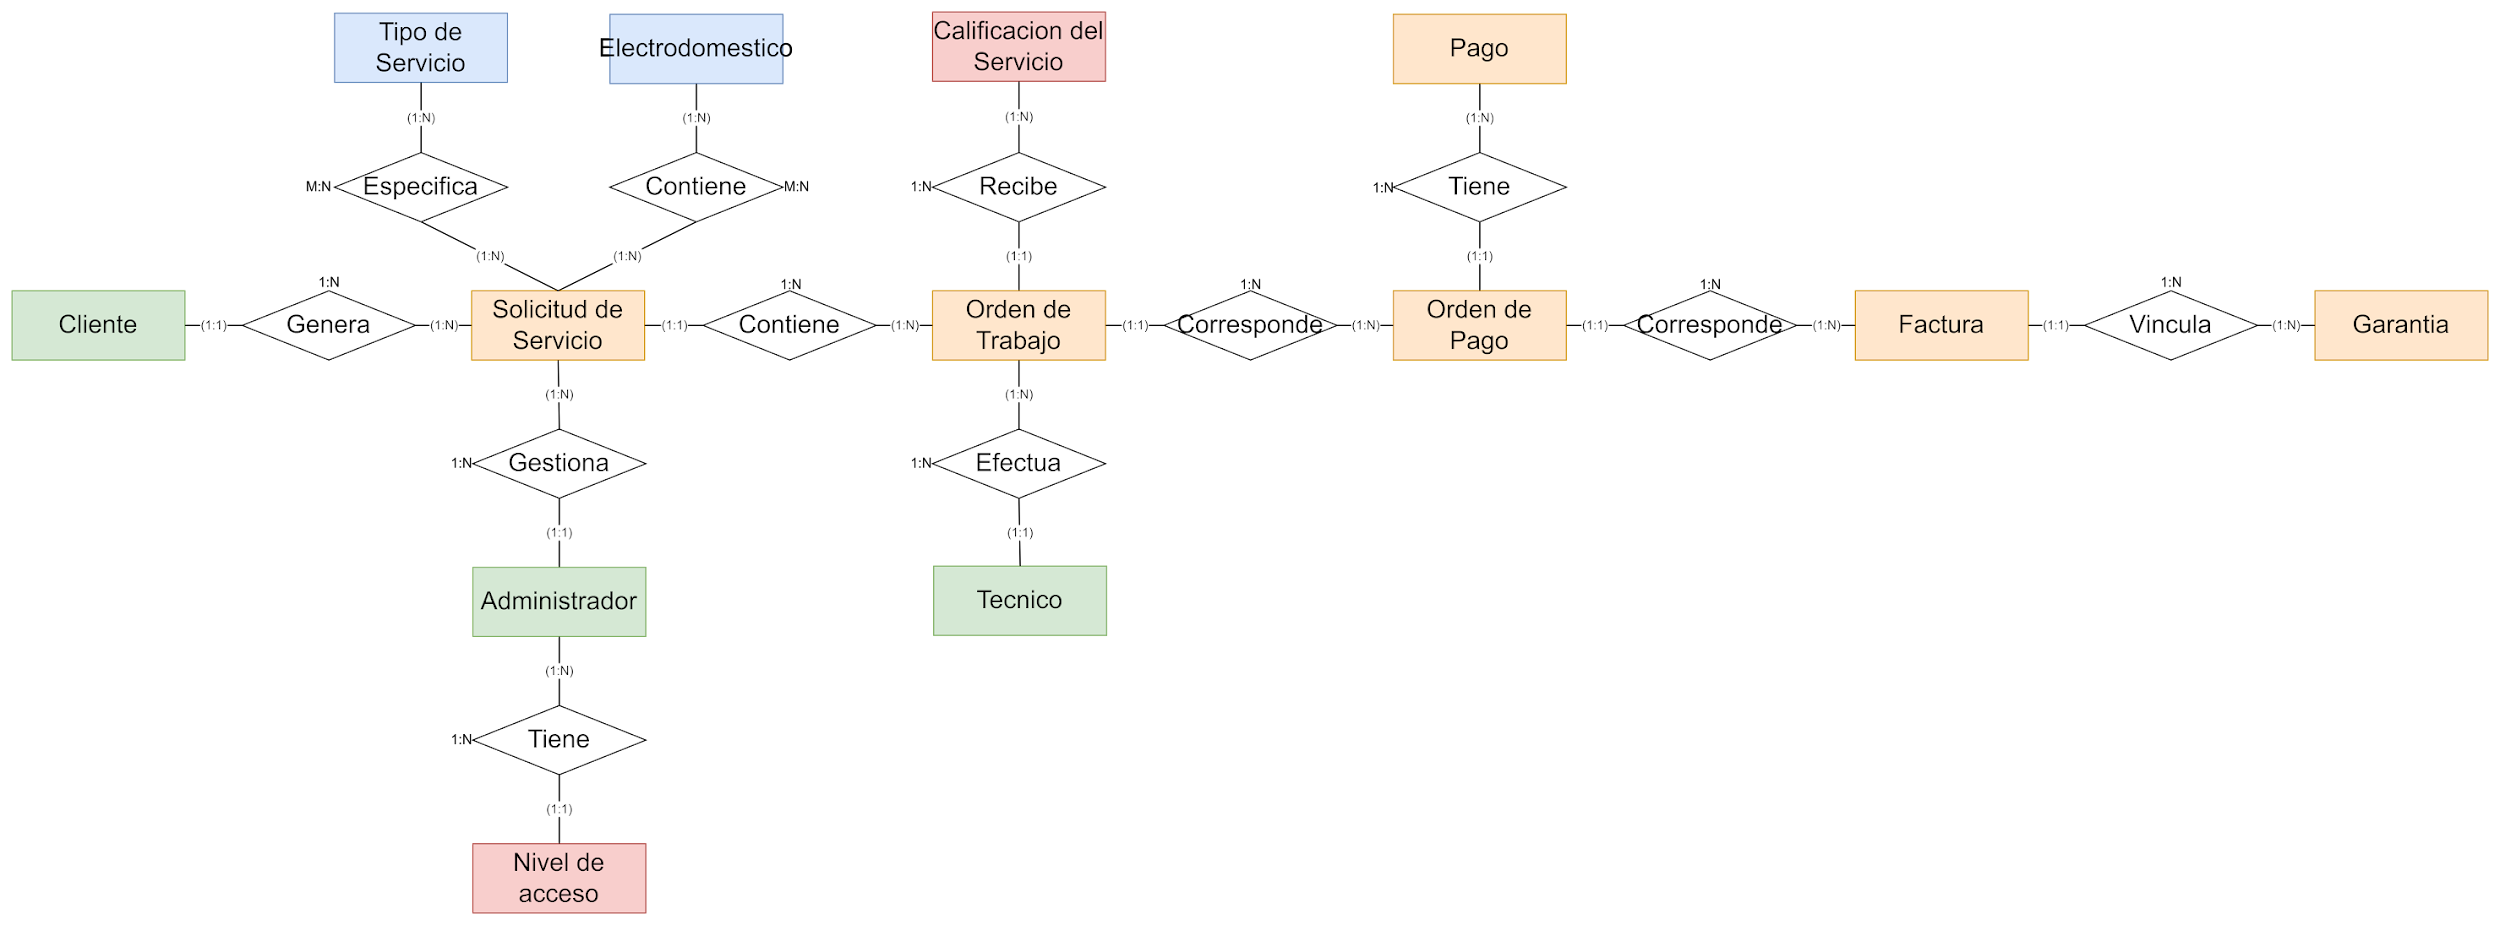 Tipo de
Servicio
Electrodomestico
Calificacion del
Servicio
Pago
(1:N)
(1:N)
(1:N)
(1:N)
M:N
Especifica
Contiene
M:N
1:N
Recibe
1:N
Tiene
(1:N)
(1:N)
(1:1)
(1:1)
1:N
1:N
1:N
1:N
1:N
Cliente
(1:1)
Genera
(1:N)
Solicitud de
Servicio
(1:1)
Contiene
(1:N)
Orden de
Trabajo
(1:1)
Corresponde
(1:N)
Orden de
Pago
(1:1)
Corresponde
(1:N)
Factura
(1:1)
Vincula
(1:N)
Garantia
(1:N)
(1:N)
1:N
Gestiona
1:N
Efectua
(1:1)
(1:1)
Administrador
Tecnico
(1:N)
1:N
Tiene
(1:1)
Nivel de
acceso